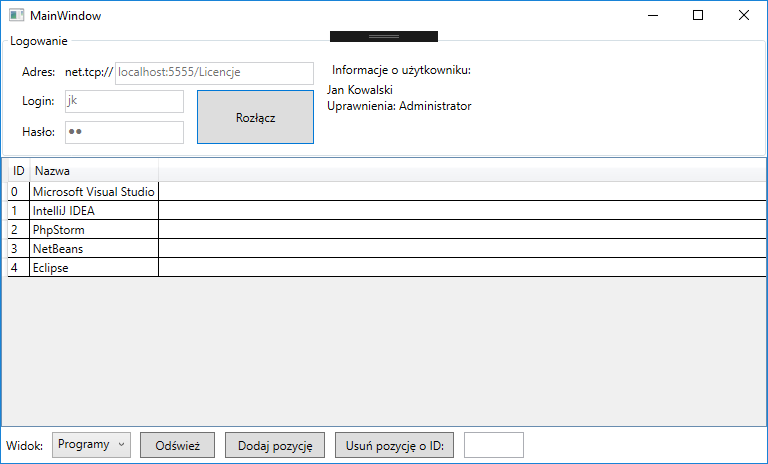 MainWindow
Logowanie
Adres: net.tcp:// localhost:5555/Licencje
Login: jk
Hasło: ●●
Rozłącz
Informacje o użytkowniku:
Jan Kowalski
Uprawnienia: Administrator
ID Nazwa
0 Microsoft Visual Studio
1 IntelliJ IDEA
2 PhpStorm
3 NetBeans
4 Eclipse
Widok: Programy Odśwież Dodaj pozycję Usuń pozycję o ID: